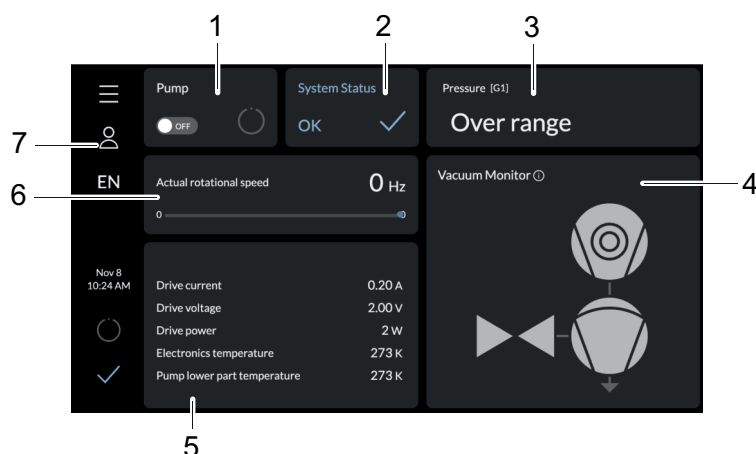 1
2
3
Pump
System Status
Pressure [G1]
OFF
OK
Over range
7
EN
6
Actual rotational speed
0 Hz
0
0
Vacuum Monitor
4
Nov 8
10:24 AM
Drive current 0.20 A
Drive voltage 2.00 V
Drive power 2 W
Electronics temperature 273 K
Pump lower part temperature 273 K
5